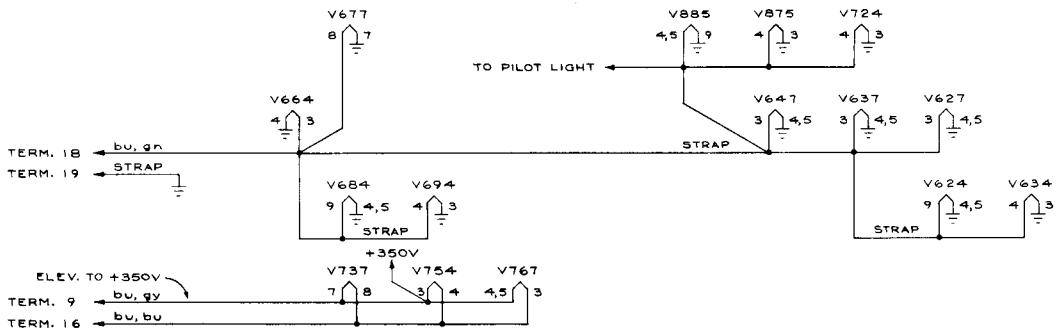 V677 V885 V875 V724
8 7 4,5 9 4 3 4 3
TO PILOT LIGHT
V664 V647 V637 V627
4 3 3 4,5 3 4,5 3 4,5
TERM. 18 bu, gn STRAP
TERM. 19 STRAP
V684 V694 V624 V634
9 4,5 4 3 9 4,5 4 3
STRAP STRAP
+350V
ELEV. TO +350V V737 V754 V767
7 8 3 4 4,5 3
TERM. 9 bu, gy
TERM. 16 bu, bu